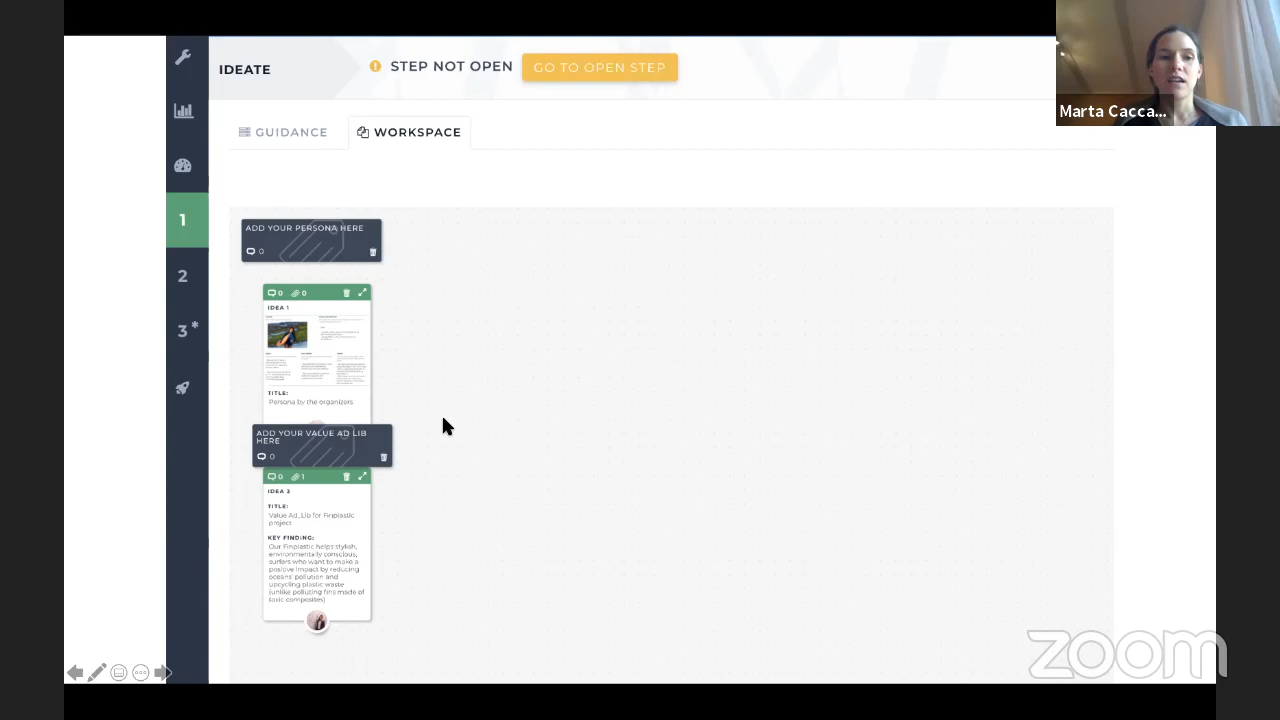 IDEATE
STEP NOT OPEN
GO TO OPEN STEP
Marta Cacca...
GUIDANCE
WORKSPACE
1
2
3*
ADD YOUR PERSONA HERE
0
0 0
IDEA 1
TITLE:
Persona by the organizers
ADD YOUR VALUE AD LIB
HERE
0
0 1
IDEA 2
TITLE:
Value Ad_Lib for Finplastic
project
KEY FINDING:
Our Finplastic helps stylish,
environmentally conscious,
surfers who want to make a
positive impact by reducing
oceans' pollution and
upcycling plastic waste
(unlike polluting fins made of
toxic composites)
zoom